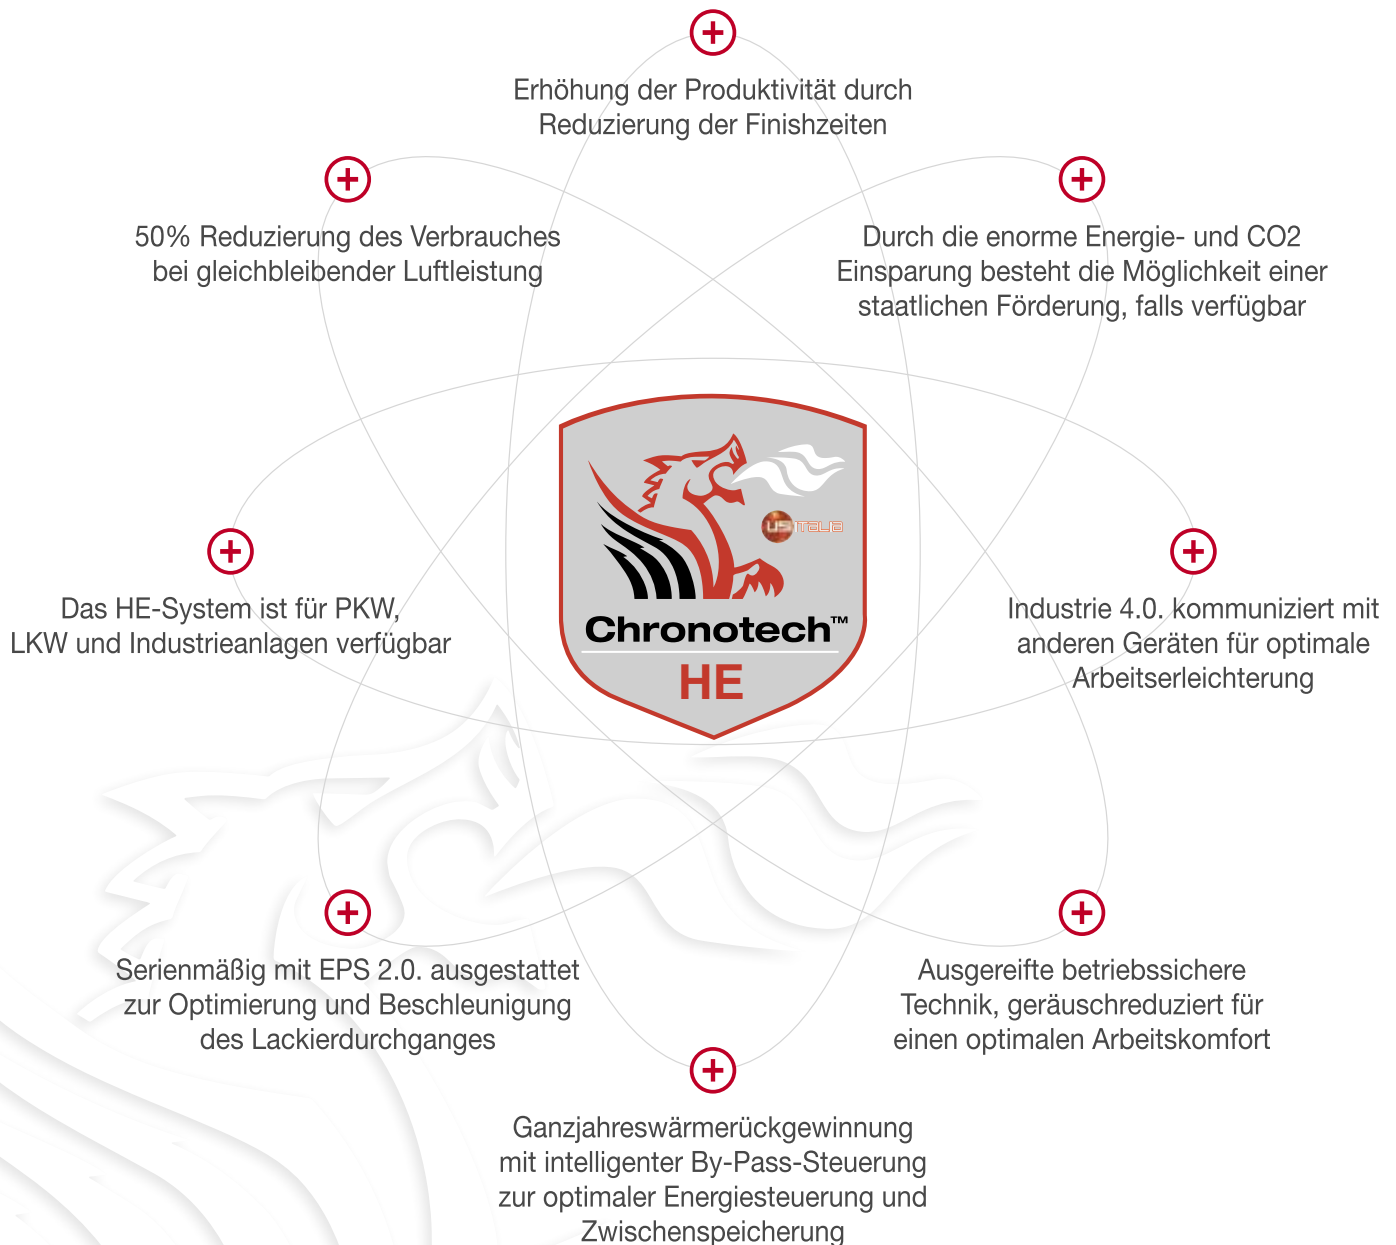 Erhöhung der Produktivität durch
Reduzierung der Finishzeiten
50% Reduzierung des Verbrauches
bei gleichbleibender Luftleistung
Durch die enorme Energie- und CO2
Einsparung besteht die Möglichkeit einer
staatlichen Förderung, falls verfügbar
US ITALIA
Chronotech™
HE
Das HE-System ist für PKW,
LKW und Industrieanlagen verfügbar
Industrie 4.0. kommuniziert mit
anderen Geräten für optimale
Arbeitserleichterung
Serienmäßig mit EPS 2.0. ausgestattet
zur Optimierung und Beschleunigung
des Lackierdurchganges
Ausgereifte betriebssichere
Technik, geräuschreduziert für
einen optimalen Arbeitskomfort
Ganzjahreswärmerückgewinnung
mit intelligenter By-Pass-Steuerung
zur optimaler Energiesteuerung und
Zwischenspeicherung